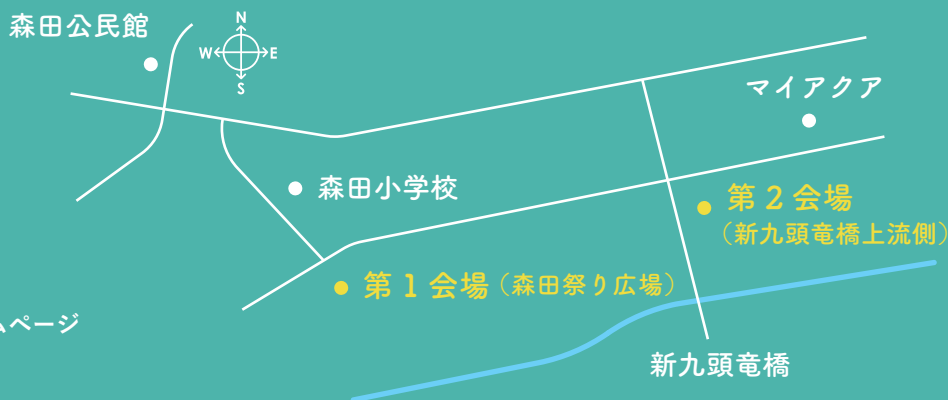 森田公民館
N
W E
S
マイアクア
森田小学校
第2会場
（新九頭竜橋上流側）
第1会場（森田祭り広場）
ムページ
新九頭竜橋